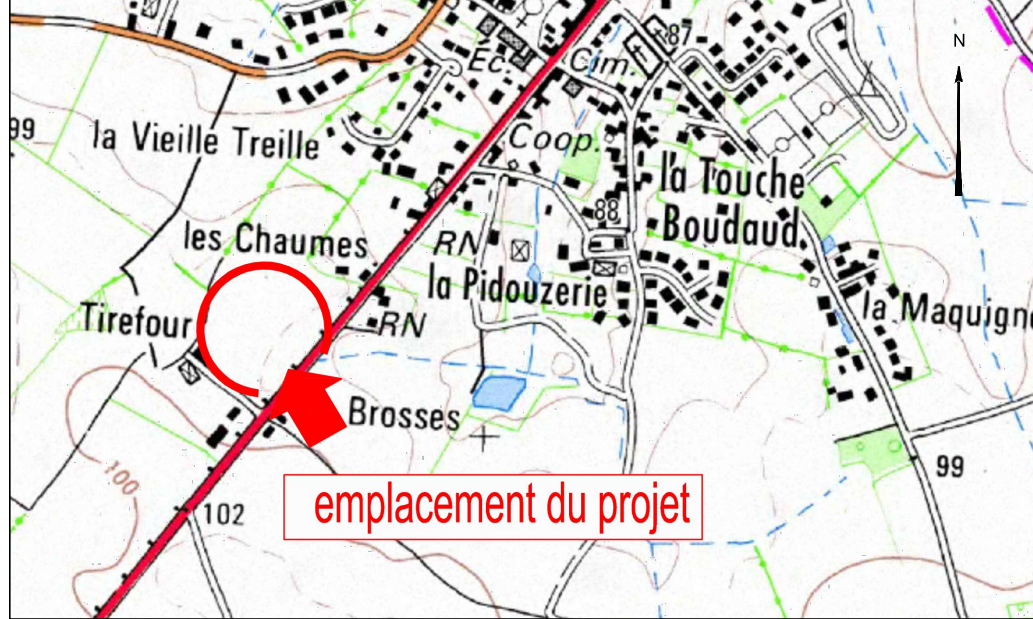 87
N
Ec.
Cim.
99
la Vieille Treille
Coop.
la Touche
Boudaud
88
les Chaumes
RN
la Pidouzerie
Tirefour
RN
la Maquign
Brosses
99
100
102
emplacement du projet